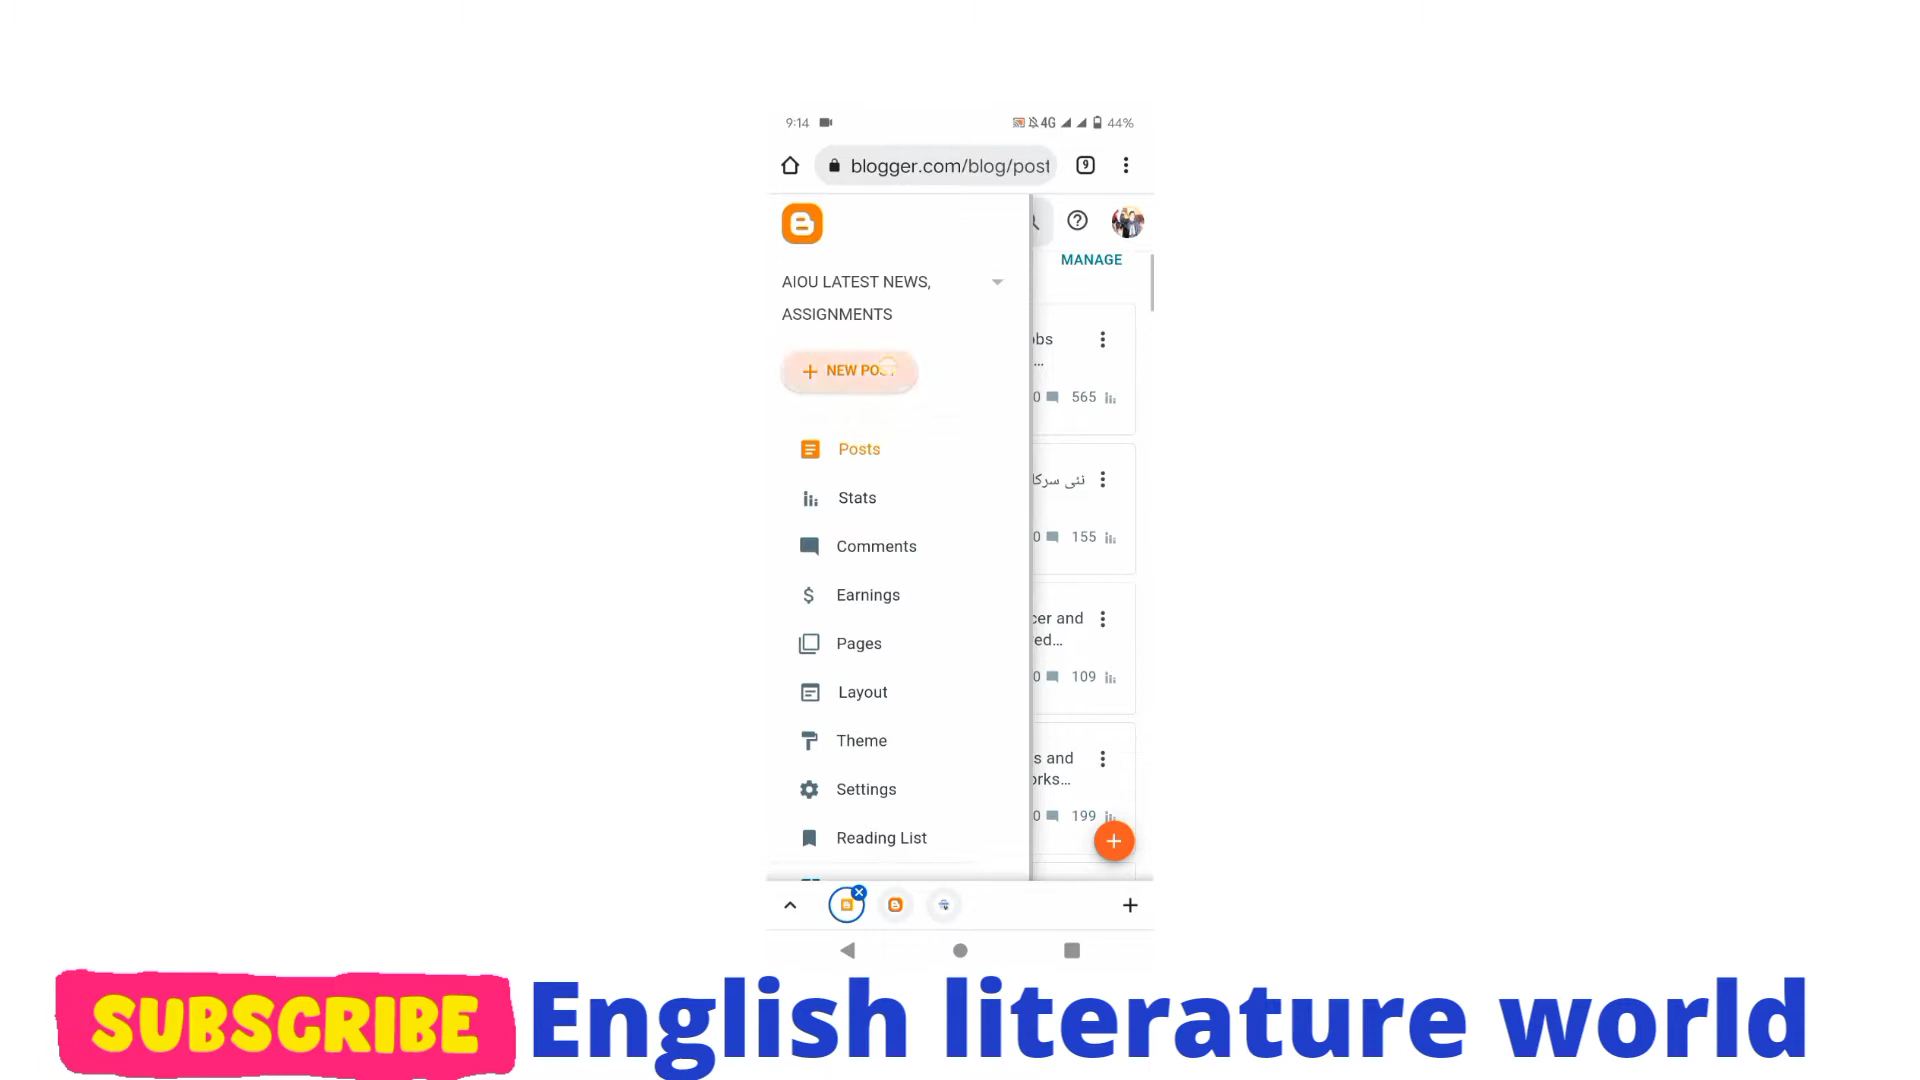 9:14
4G
44%
blogger.com/blog/post
9
AIOU LATEST NEWS,
ASSIGNMENTS
MANAGE
NEW POST
obs
...
0 565
Posts
Stats
نئی سرکا
0 155
Comments
Earnings
cer and
ed...
Pages
0 109
Layout
Theme
s and
orks...
Settings
0 199
Reading List
SUBSCRIBE
English literature world